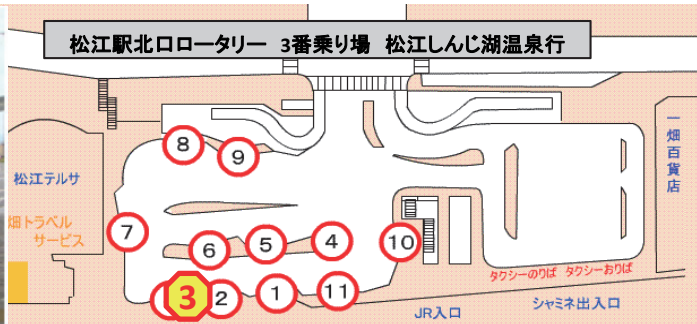 松江駅北口ロータリー 3番乗り場 松江しんじ湖温泉行
一畑百貨店
8
9
松江テルサ
畑トラベル
サービス
7
6
5
4
10
タクシーのりば タクシーおりば
3
2
1
11
JR入口
シャミネ出入口